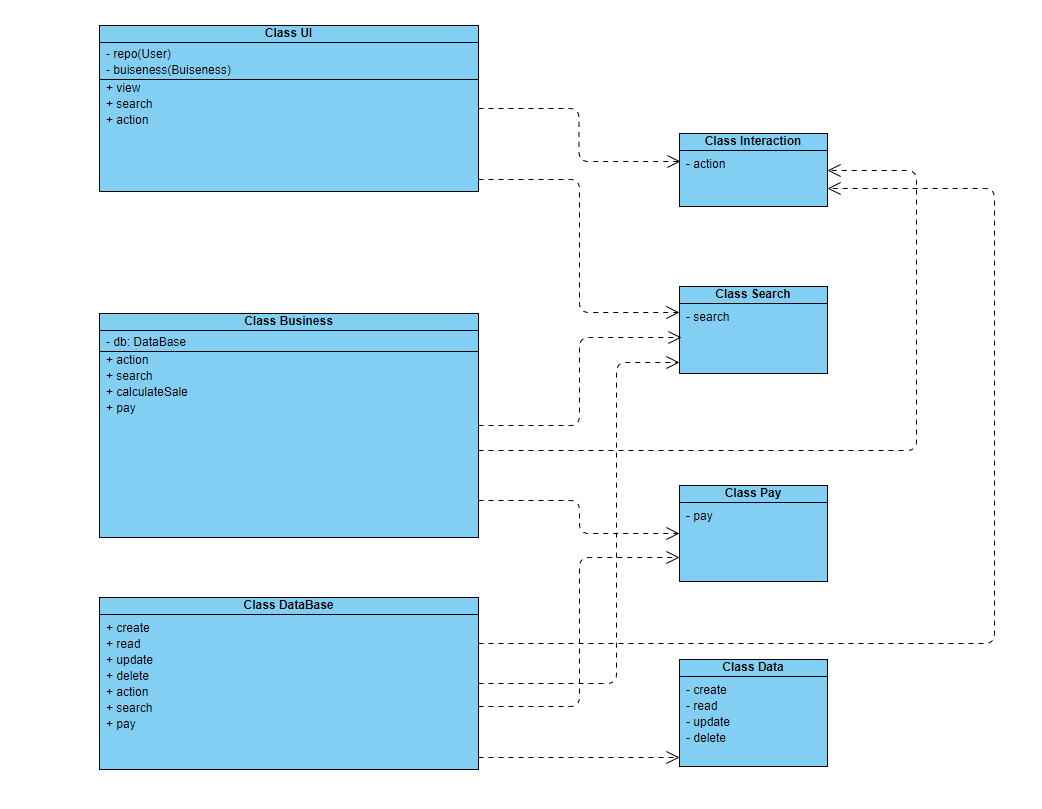 Class UI
- repo(User)
- buiseness(Buiseness)
+ view
+ search
+ action
Class Interaction
- action
Class Search
- search
Class Business
- db: DataBase
+ action
+ search
+ calculateSale
+ pay
Class Pay
- pay
Class DataBase
+ create
+ read
+ update
+ delete
+ action
+ search
+ pay
Class Data
- create
- read
- update
- delete